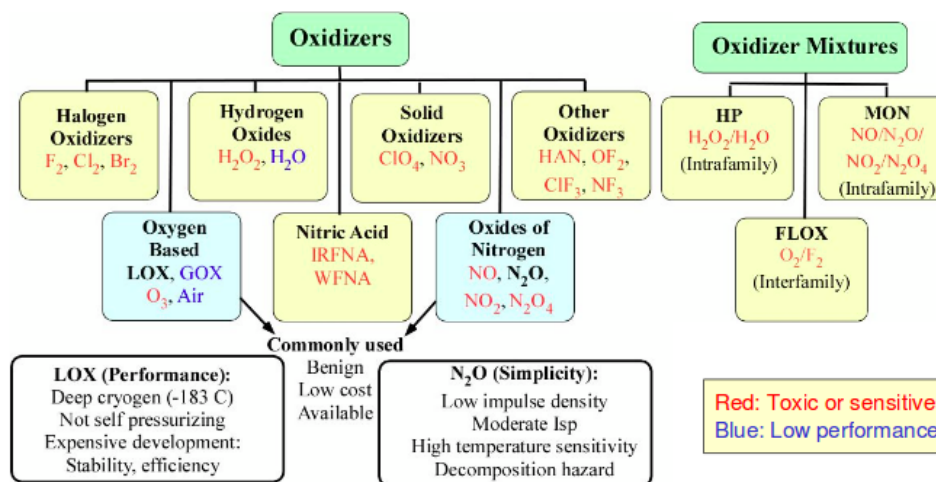 Oxidizers
Oxidizer Mixtures
Halogen
Oxidizers
F₂, Cl₂, Br₂
Hydrogen
Oxides
H₂O₂, H₂O
Solid
Oxidizers
ClO₄, NO₃
Other
Oxidizers
HAN, OF₂,
ClF₃, NF₃
HP
H₂O₂/H₂O
(Intrafamily)
MON
NO/N₂O/
NO₂/N₂O₄
(Intrafamily)
Oxygen
Based
LOX, GOX
O₃, Air
Nitric Acid
IRFNA,
WFNA
Oxides of
Nitrogen
NO, N₂O,
NO₂, N₂O₄
FLOX
O₂/F₂
(Interfamily)
Commonly used
Benign
Low cost
Available
LOX (Performance):
Deep cryogen (-183 C)
Not self pressurizing
Expensive development:
Stability, efficiency
N₂O (Simplicity):
Low impulse density
Moderate Isp
High temperature sensitivity
Decomposition hazard
Red: Toxic or sensitive
Blue: Low performance